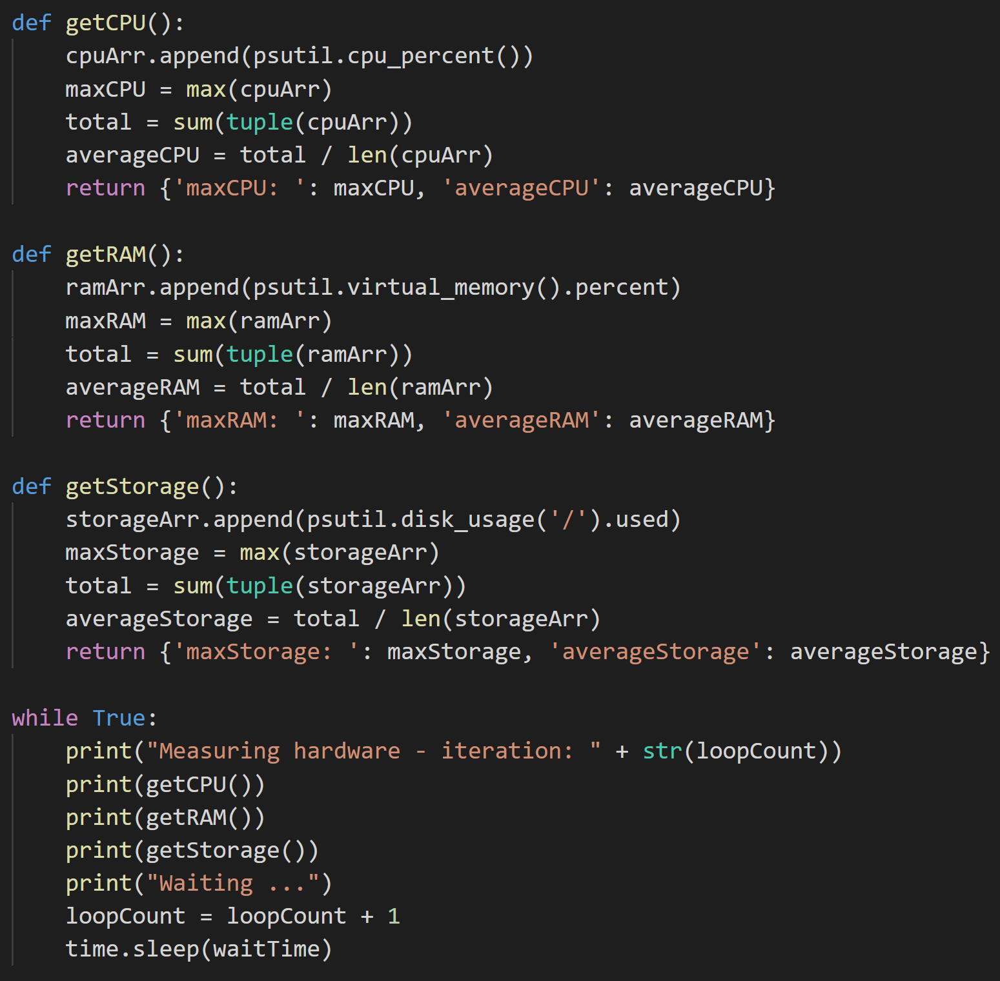 def getCPU():
    cpuArr.append(psutil.cpu_percent())
    maxCPU = max(cpuArr)
    total = sum(tuple(cpuArr))
    averageCPU = total / len(cpuArr)
    return {'maxCPU: ': maxCPU, 'averageCPU': averageCPU}

def getRAM():
    ramArr.append(psutil.virtual_memory().percent)
    maxRAM = max(ramArr)
    total = sum(tuple(ramArr))
    averageRAM = total / len(ramArr)
    return {'maxRAM: ': maxRAM, 'averageRAM': averageRAM}

def getStorage():
    storageArr.append(psutil.disk_usage('/').used)
    maxStorage = max(storageArr)
    total = sum(tuple(storageArr))
    averageStorage = total / len(storageArr)
    return {'maxStorage: ': maxStorage, 'averageStorage': averageStorage}

while True:
    print("Measuring hardware - iteration: " + str(loopCount))
    print(getCPU())
    print(getRAM())
    print(getStorage())
    print("Waiting ...")
    loopCount = loopCount + 1
    time.sleep(waitTime)